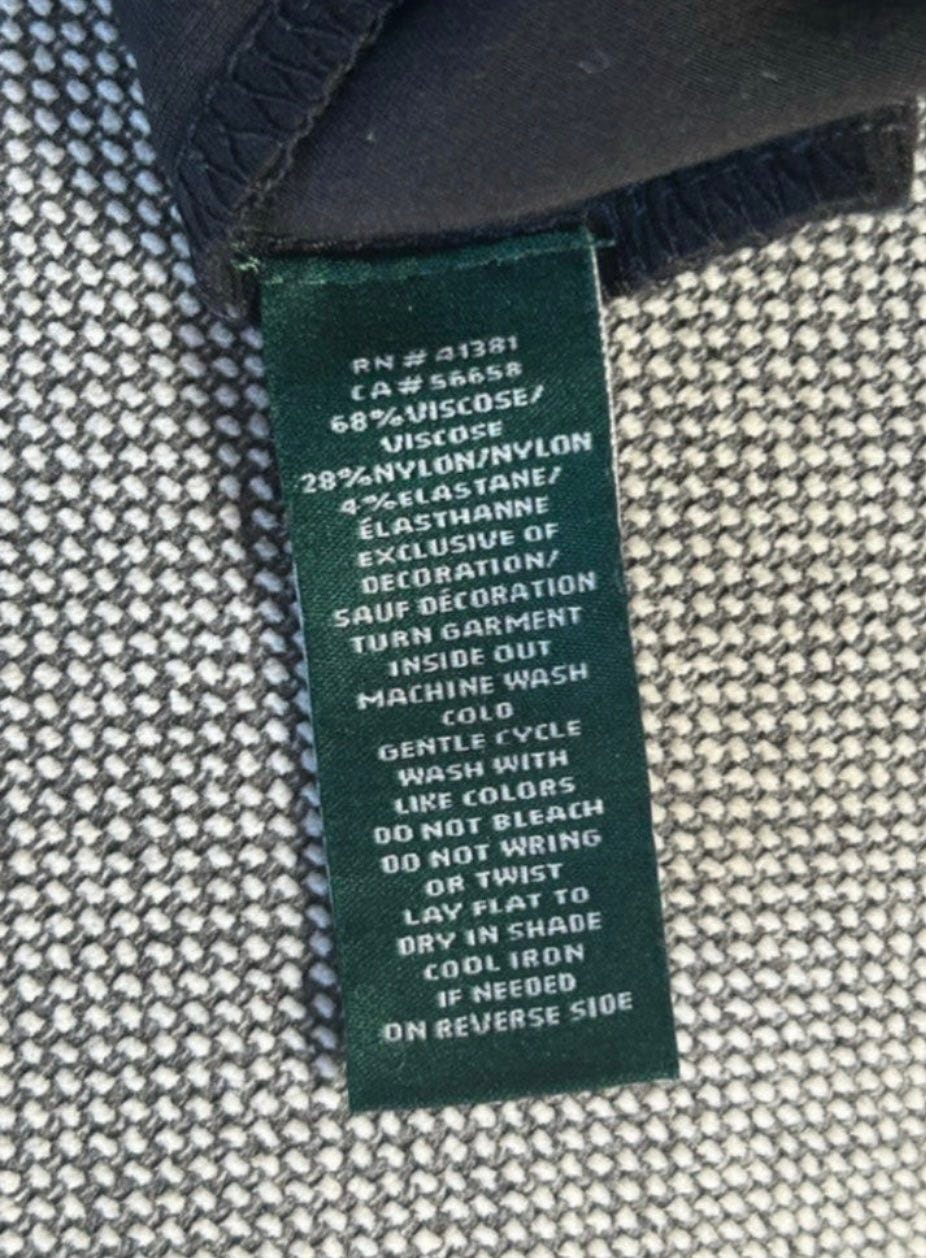 RN # 41381
CA # 56658
68%VISCOSE/
VISCOSE
28%NYLON/NYLON
4%ELASTANE/
ÉLASTHANNE
EXCLUSIVE OF
DECORATION/
SAUF DÉCORATION
TURN GARMENT
INSIDE OUT
MACHINE WASH
COLD
GENTLE CYCLE
WASH WITH
LIKE COLORS
DO NOT BLEACH
DO NOT WRING
OR TWIST
LAY FLAT TO
DRY IN SHADE
COOL IRON
IF NEEDED
ON REVERSE SIDE